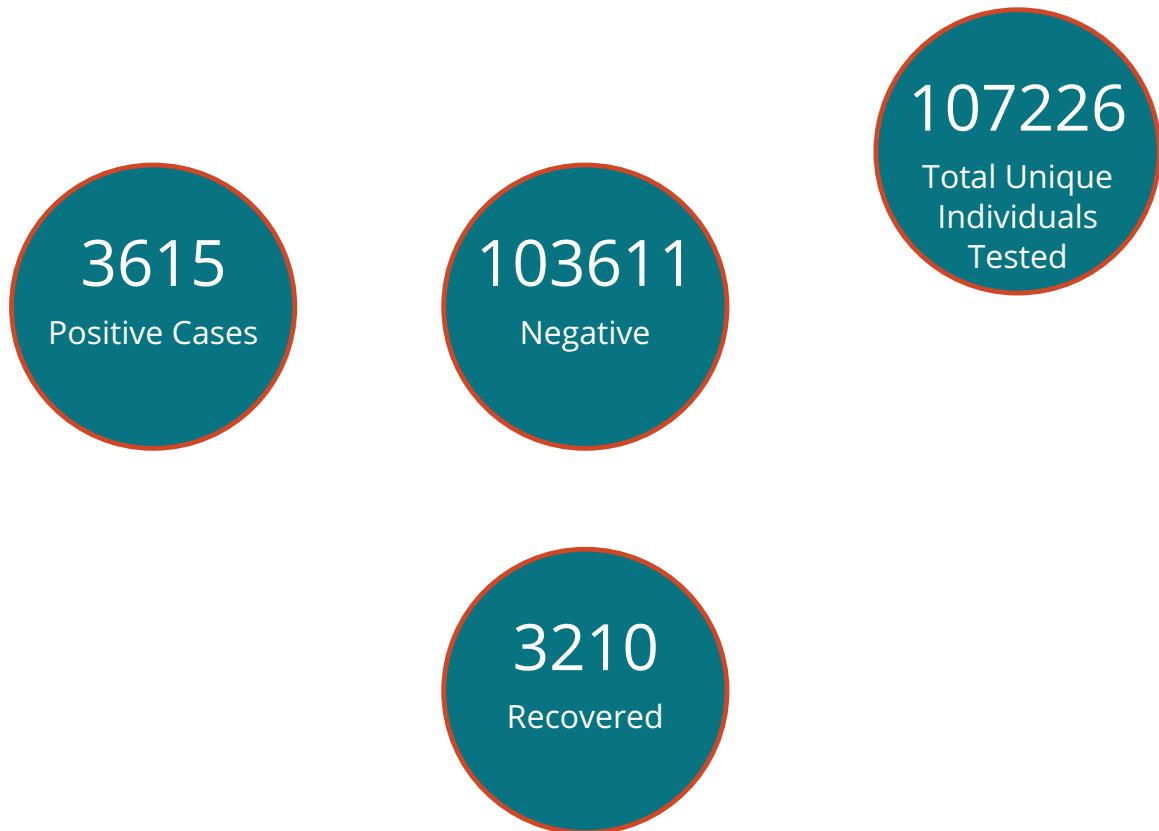 107226
Total Unique
Individuals
Tested
3615
Positive Cases
103611
Negative
3210
Recovered